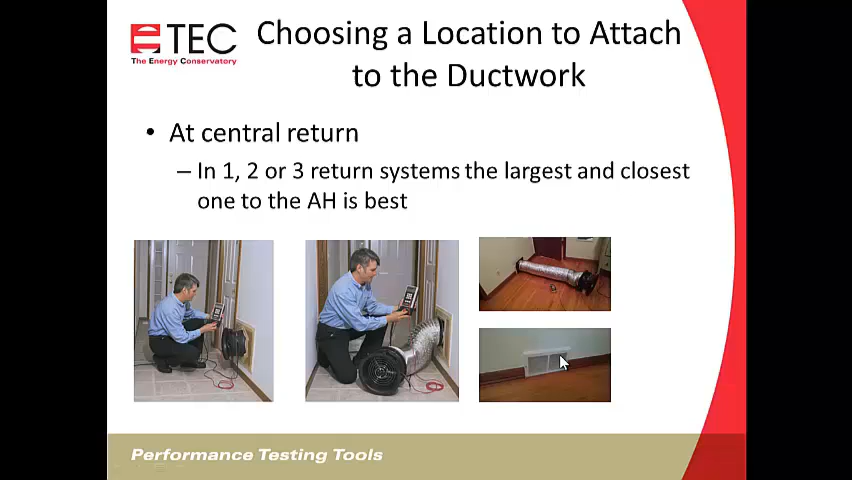 TEC
The Energy Conservatory
Choosing a Location to Attach
to the Ductwork
• At central return
– In 1, 2 or 3 return systems the largest and closest
one to the AH is best
Performance Testing Tools